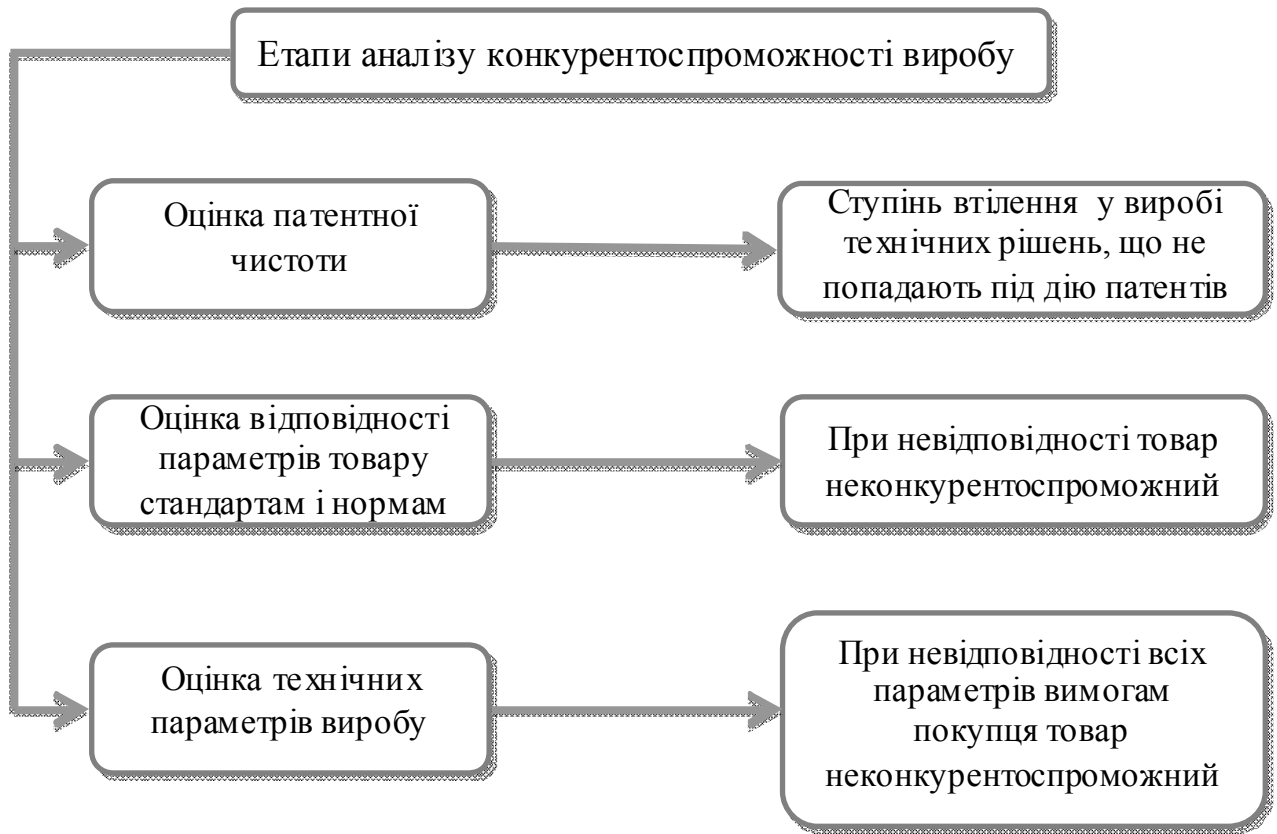 Етапи аналізу конкурентоспроможності виробу
Оцінка патентної
чистоти
Ступінь втілення у виробі
технічних рішень, що не
попадають під дію патентів
Оцінка відповідності
параметрів товару
стандартам і нормам
При невідповідності товар
неконкурентоспроможний
Оцінка технічних
параметрів виробу
При невідповідності всіх
параметрів вимогам
покупця товар
неконкурентоспроможний